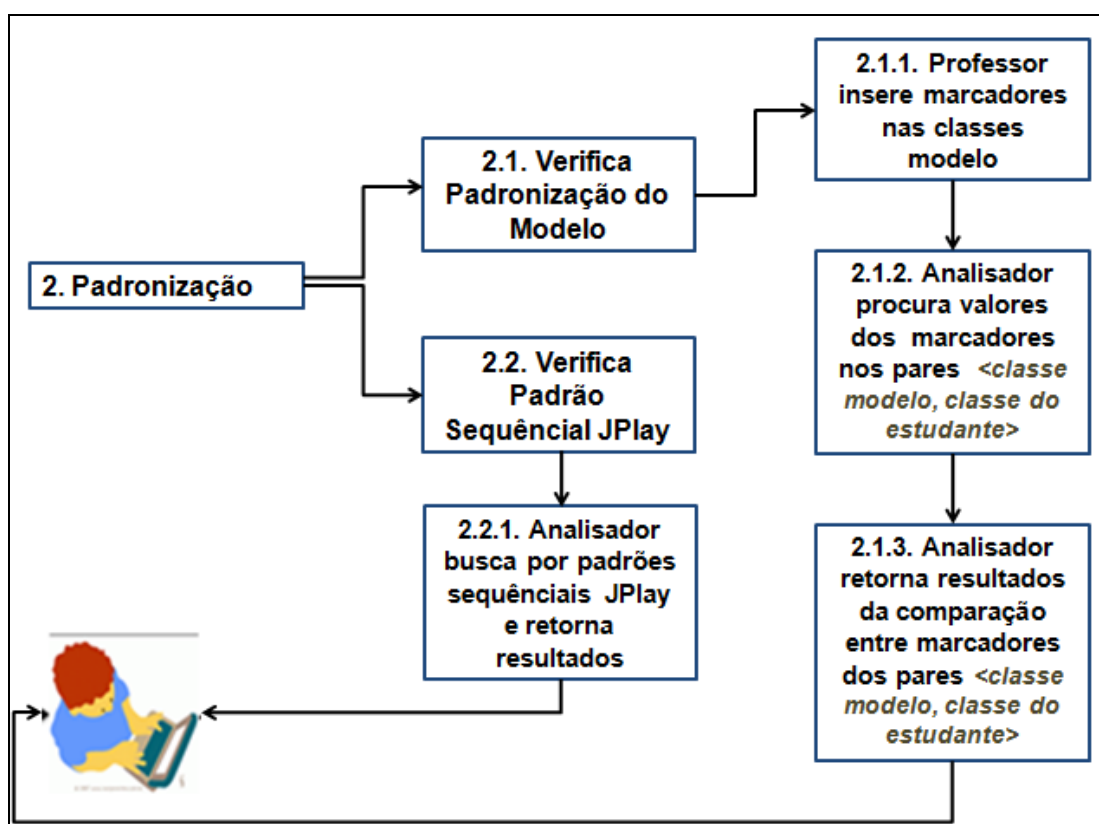 2. Padronização
2.1. Verifica
Padronização do
Modelo
2.1.1. Professor
insere marcadores
nas classes
modelo
2.1.2. Analisador
procura valores
dos marcadores
nos pares <classe
modelo, classe do
estudante>
2.1.3. Analisador
retorna resultados
da comparação
entre marcadores
dos pares <classe
modelo, classe do
estudante>
2.2. Verifica
Padrão
Sequêncial JPlay
2.2.1. Analisador
busca por padrões
sequênciais JPlay
e retorna
resultados